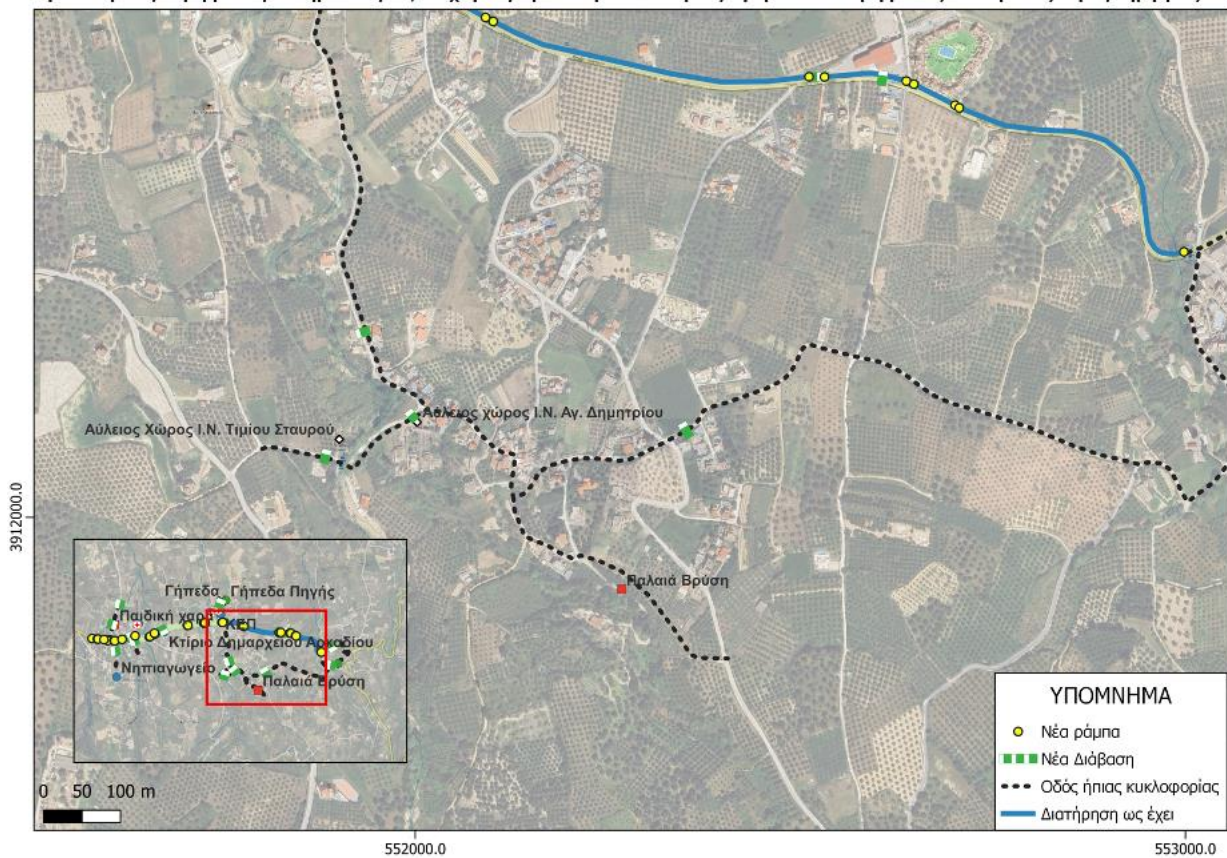 Αύλειος χώρος Ι.Ν. Αγ. Δημητρίου
Αύλειος Χώρος Ι.Ν. Τιμίου Σταυρού
Παλαιά Βρύση
3912000.0
Γήπεδα
Γήπεδα Πηγής
Παιδική χαρά
ΚΕΠ
Κτίριο Δημαρχείου Αρκαδίου
Νηπιαγωγείο
Παλαιά Βρύση
0 50 100 m
ΥΠΟΜΝΗΜΑ
Νέα ράμπα
Νέα Διάβαση
Οδός ήπιας κυκλοφορίας
Διατήρηση ως έχει
552000.0
553000.0